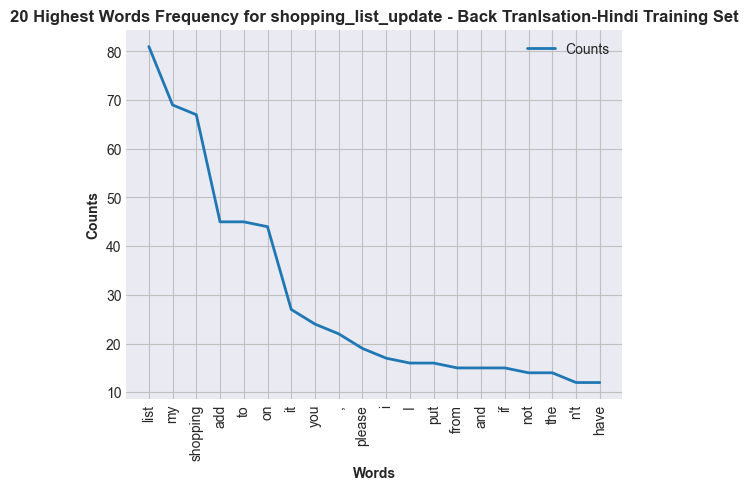 20 Highest Words Frequency for shopping_list_update - Back Tranlsation-Hindi Training Set
Counts
80
70
60
50
40
30
20
10
Counts
list
my
shopping
add
to
on
it
you
,
please
i
I
put
from
and
if
not
the
n't
have
Words